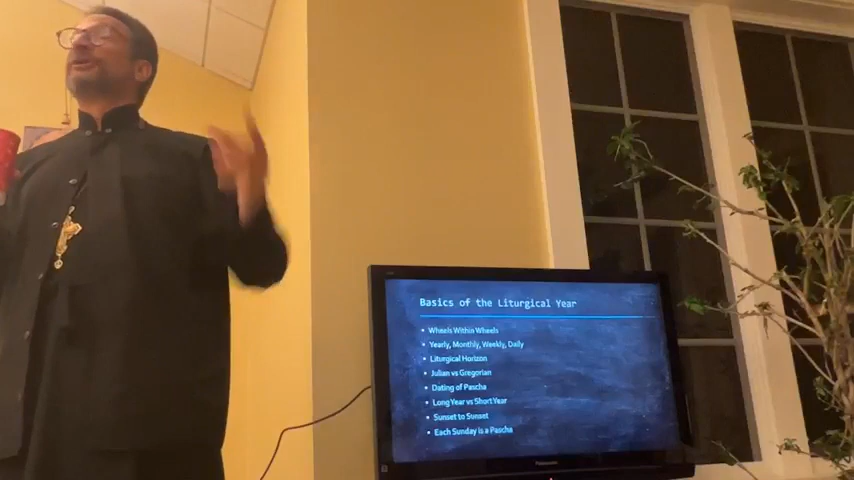 Basics of the Liturgical Year
• Wheels Within Wheels
• Yearly, Monthly, Weekly, Daily
• Liturgical Horizon
• Julian vs Gregorian
• Dating of Pascha
• Long Year vs Short Year
• Sunset to Sunset
• Each Sunday is a Pascha
Panasonic